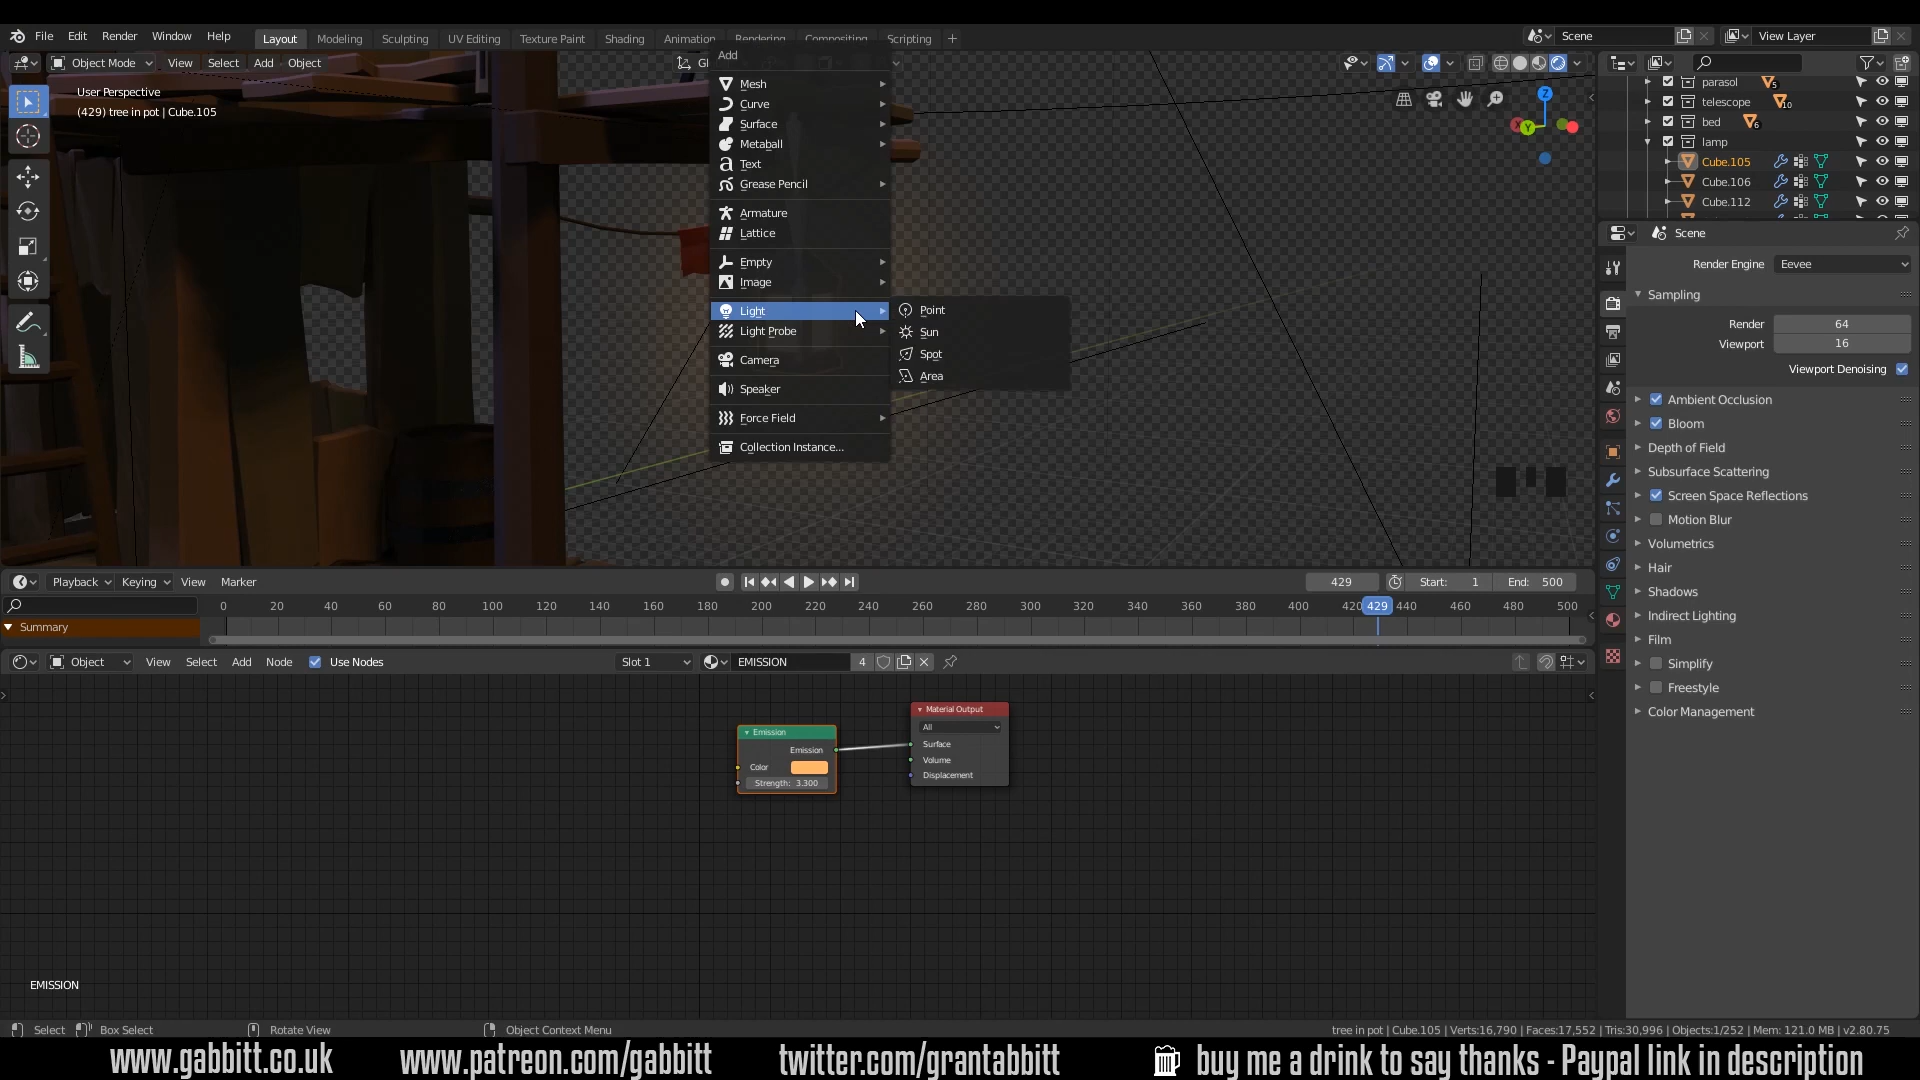 File Edit Render Window Help Layout Modeling Sculpting UV Editing Texture Paint Shading Animation Rendering Compositing Scripting Scene View Layer
Object Mode View Select Add Object
User Perspective
(429) tree in pot | Cube.105
Add
Mesh
Curve
Surface
Metaball
Text
Grease Pencil
Armature
Lattice
Empty
Image
Light
Light Probe
Camera
Speaker
Force Field
Collection Instance...
Point
Sun
Spot
Area
Z
Y
parasol 5
telescope 10
bed 6
lamp
Cube.105
Cube.106
Cube.112
Scene
Render Engine Eevee
Sampling
Render 64
Viewport 16
Viewport Denoising
Ambient Occlusion
Bloom
Depth of Field
Subsurface Scattering
Screen Space Reflections
Motion Blur
Volumetrics
Hair
Shadows
Indirect Lighting
Film
Simplify
Freestyle
Color Management
Playback Keying View Marker 429 Start: 1 End: 500
0 20 40 60 80 100 120 140 160 180 200 220 240 260 280 300 320 340 360 380 400 420 429 440 460 480 500
Summary
Object View Select Add Node Use Nodes Slot 1 EMISSION 4
Emission
Emission
Color
Strength: 3.300
Material Output
All
Surface
Volume
Displacement
EMISSION
Select Box Select Rotate View Object Context Menu tree in pot | Cube.105 | Verts:16,790 | Faces:17,552 | Tris:30,996 | Objects:1/252 | Mem: 121.0 MB | v2.80.75
www.gabbitt.co.uk www.patreon.com/gabbitt twitter.com/grantabbitt buy me a drink to say thanks - Paypal link in description